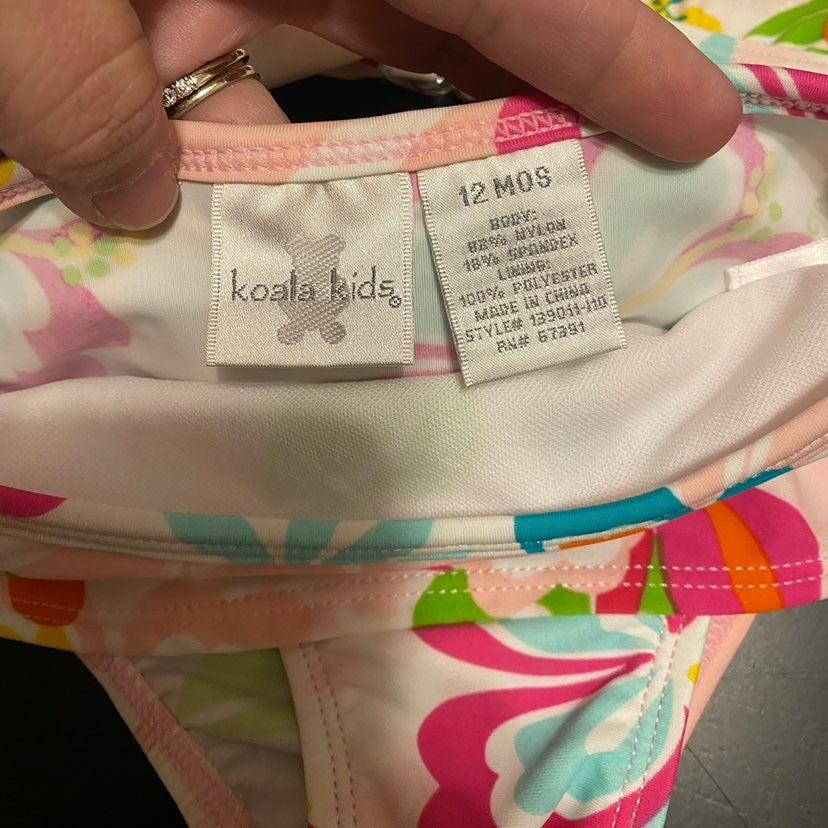 koala kids®
12 MOS
BODY:
82% NYLON
18% SPANDEX
LINING:
100% POLYESTER
MADE IN CHINA
STYLE# 139011-110
RN# 67391